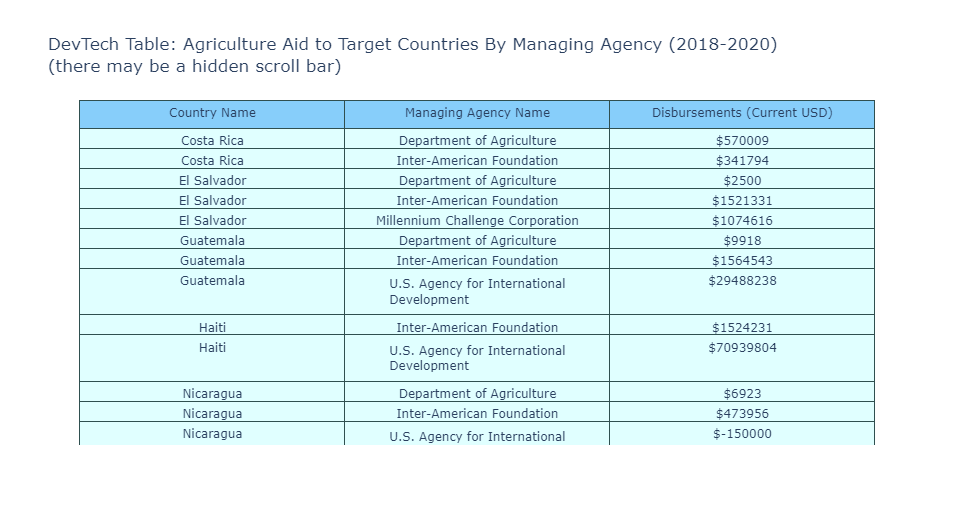 DevTech Table: Agriculture Aid to Target Countries By Managing Agency (2018-2020)
(there may be a hidden scroll bar)
Country Name Managing Agency Name Disbursements (Current USD)
Costa Rica Department of Agriculture $570009
Costa Rica Inter-American Foundation $341794
El Salvador Department of Agriculture $2500
El Salvador Inter-American Foundation $1521331
El Salvador Millennium Challenge Corporation $1074616
Guatemala Department of Agriculture $9918
Guatemala Inter-American Foundation $1564543
Guatemala U.S. Agency for International $29488238
Development
Haiti Inter-American Foundation $1524231
Haiti U.S. Agency for International $70939804
Development
Nicaragua Department of Agriculture $6923
Nicaragua Inter-American Foundation $473956
Nicaragua U.S. Agency for International $-150000